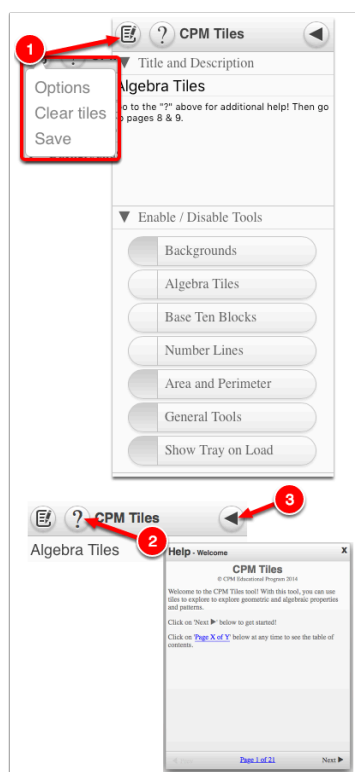 1
CPM Tiles
Title and Description
Algebra Tiles
to the "?" above for additional help! Then go
pages 8 & 9.
Options
Clear tiles
Save
Enable / Disable Tools
Backgrounds
Algebra Tiles
Base Ten Blocks
Number Lines
Area and Perimeter
General Tools
Show Tray on Load
3
? CPM Tiles
2
Algebra Tiles
Help - Welcome x
CPM Tiles
© CPM Educational Program 2014
Welcome to the CPM Tiles tool! With this tool, you can use
tiles to explore to explore geometric and algebraic properties
and patterns.
Click on 'Next ▶' below to get started!
Click on 'Page X of Y' below at any time to see the table of
contents.
Page 1 of 21 Next ▶